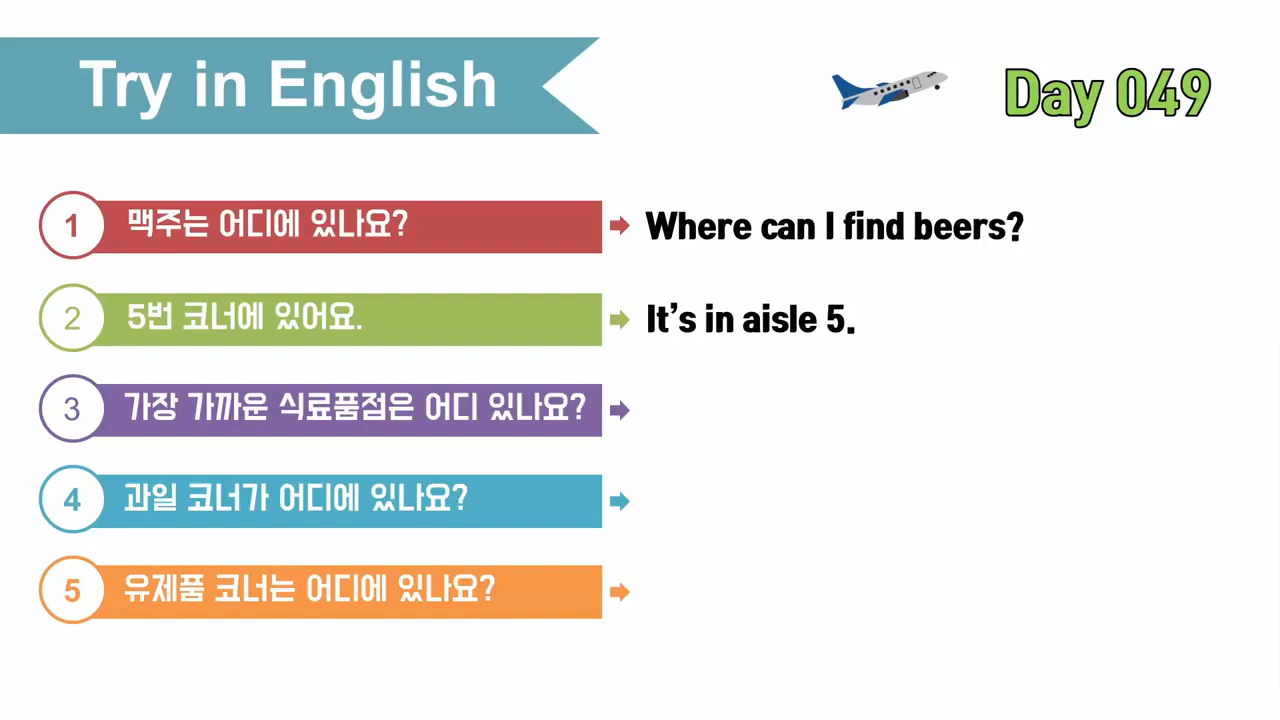 Try in English
Day 049
1 맥주는 어디에 있나요? Where can I find beers?
2 5번 코너에 있어요. It's in aisle 5.
3 가장 가까운 식료품점은 어디 있나요?
4 과일 코너가 어디에 있나요?
5 유제품 코너는 어디에 있나요?